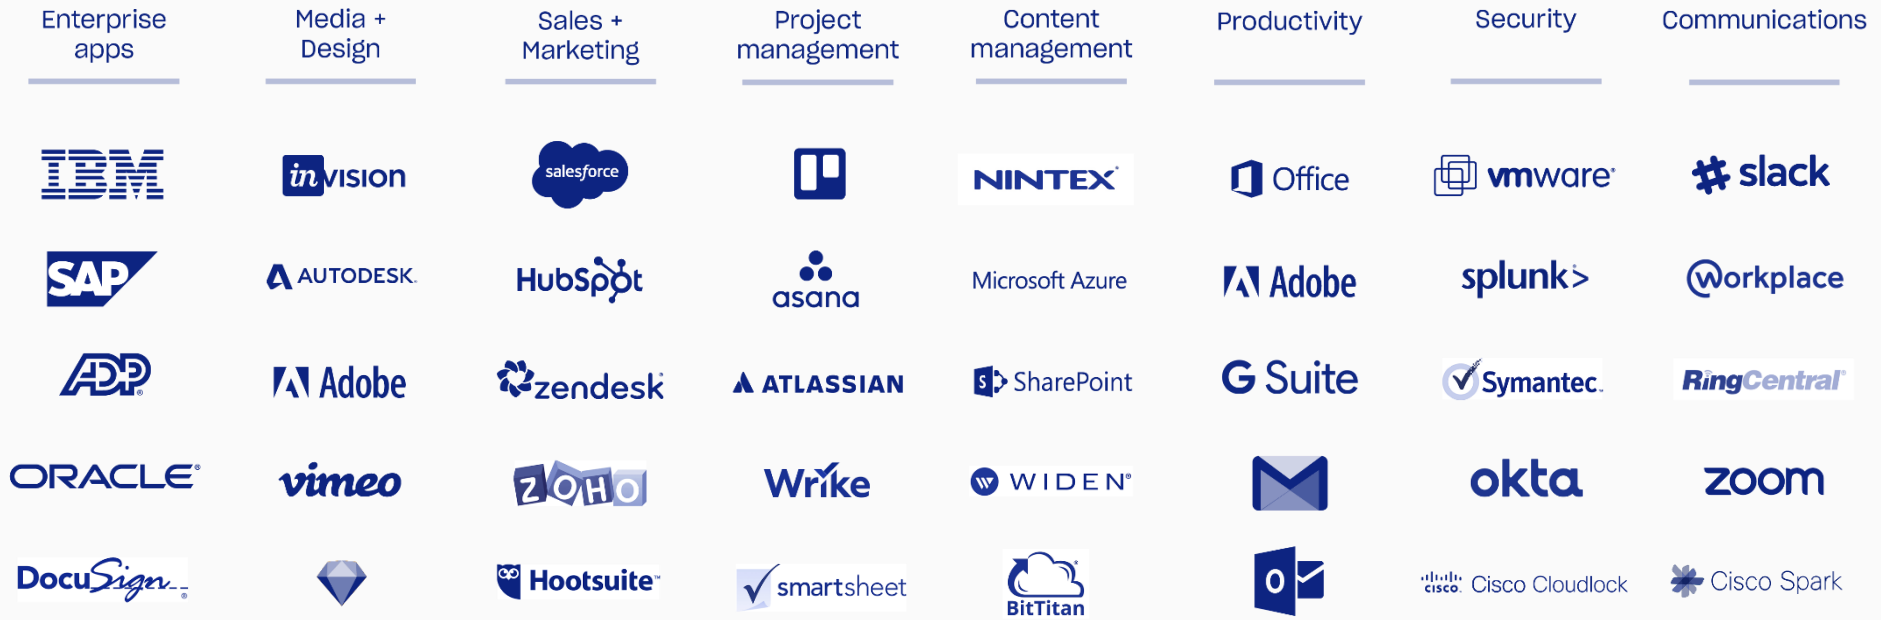 Enterprise
apps
Media +
Design
Sales +
Marketing
Project
management
Content
management
Productivity
Security
Communications
IBM
invision
salesforce
NINTEX
Office
vmware
slack
SAP
AUTODESK
HubSpot
asana
Microsoft Azure
Adobe
splunk>
workplace
ADP
Adobe
zendesk
ATLASSIAN
S SharePoint
G Suite
Symantec
RingCentral
ORACLE
vimeo
ZOHO
Wrike
W WIDEN
okta
zoom
DocuSign
Hootsuite
smartsheet
BitTitan
O
CISCO Cisco Cloudlock
Cisco Spark